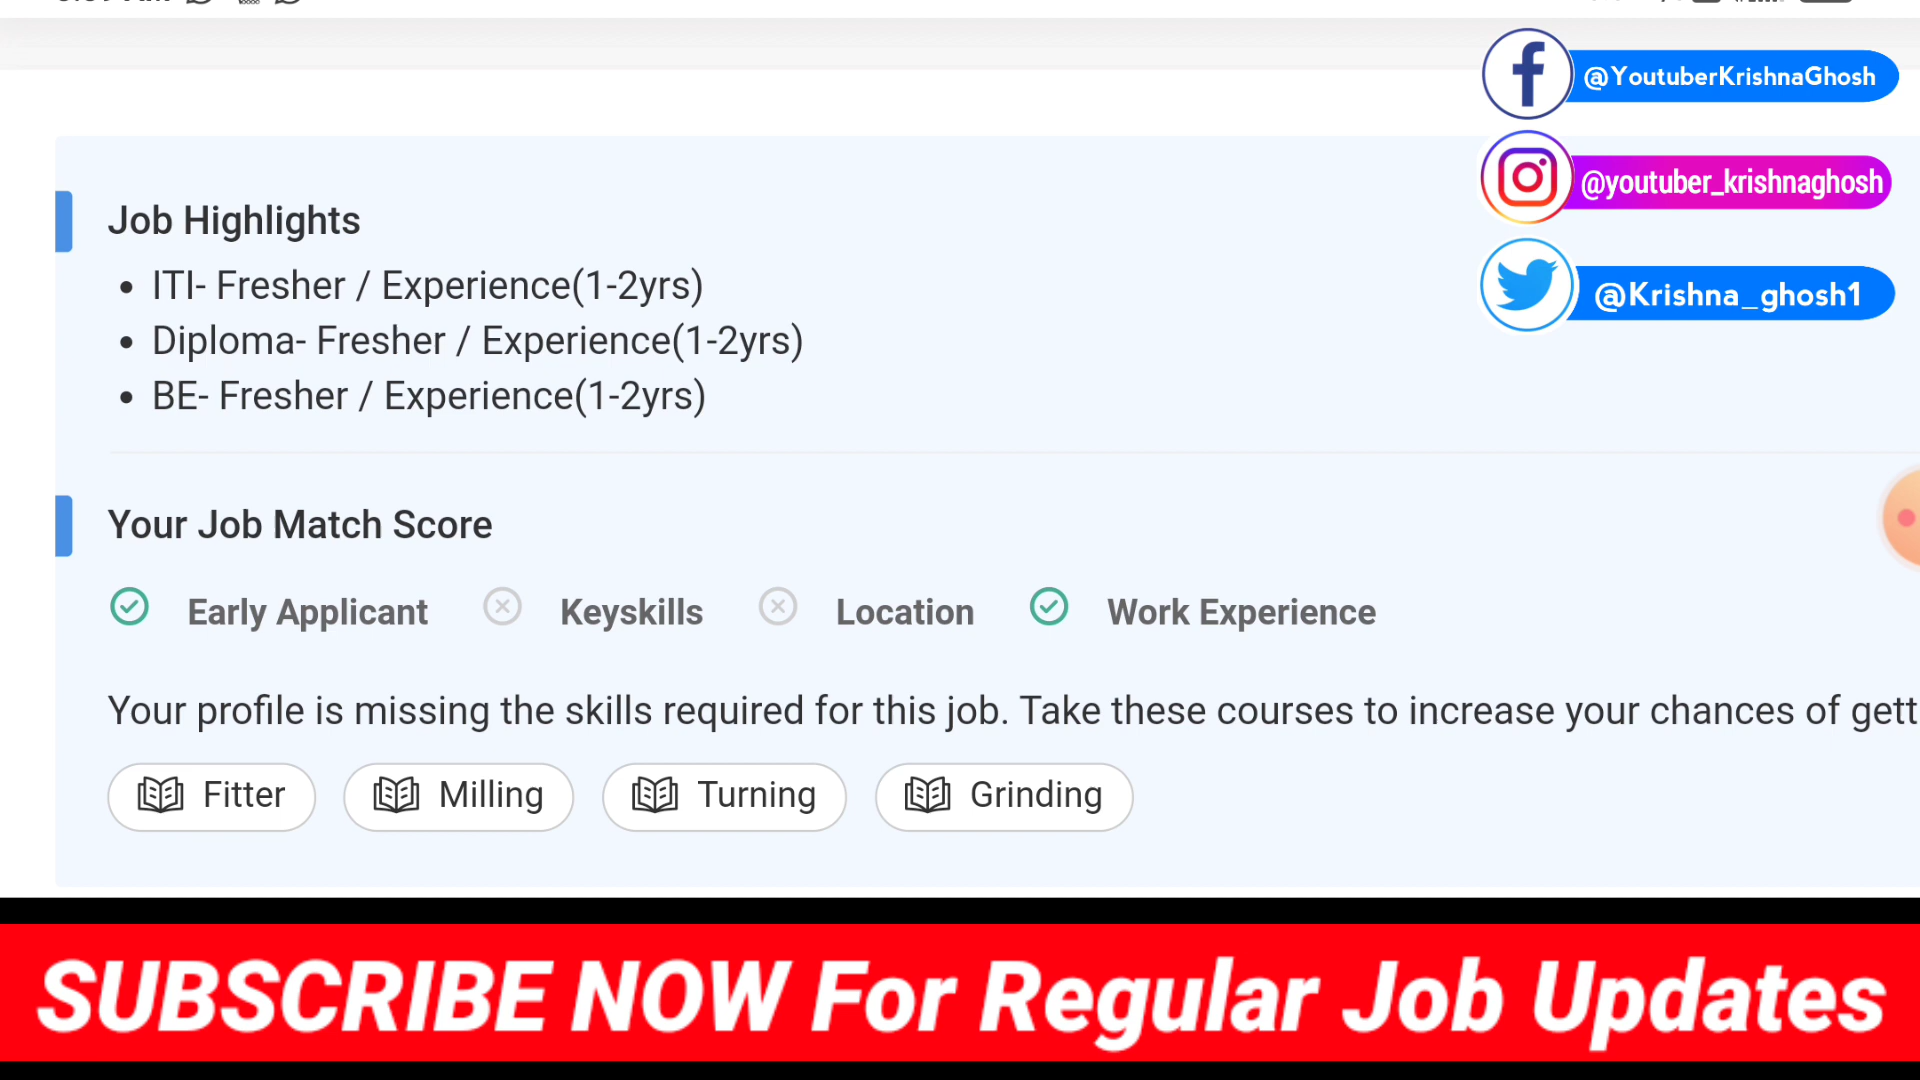 @YoutuberKrishnaGhosh
@youtuber_krishnaghosh
@Krishna_ghosh1
Job Highlights
• ITI- Fresher / Experience(1-2yrs)
• Diploma- Fresher / Experience(1-2yrs)
• BE- Fresher / Experience(1-2yrs)
Your Job Match Score
Early Applicant Keyskills Location Work Experience
Your profile is missing the skills required for this job. Take these courses to increase your chances of gett
Fitter Milling Turning Grinding
SUBSCRIBE NOW For Regular Job Updates